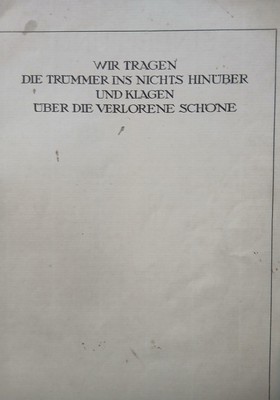 WIR TRAGEN
DIE TRÜMMER INS NICHTS HINÜBER
UND KLAGEN
ÜBER DIE VERLORENE SCHÖNE